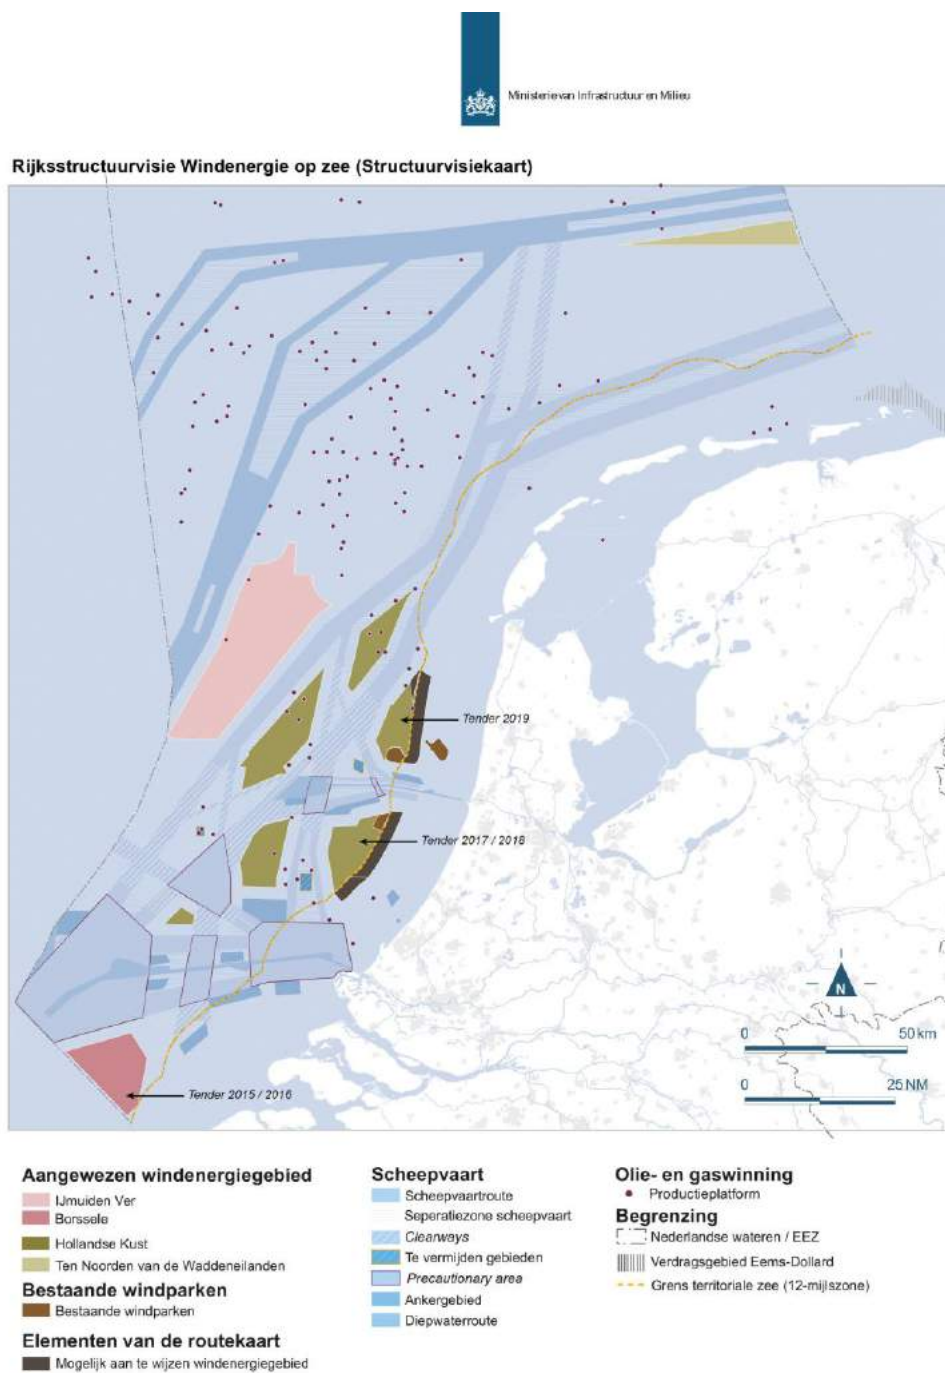 Ministerie van Infrastructuur en Milieu
Rijksstructuurvisie Windenergie op zee (Structuurvisiekaart)
Tender 2019
Tender 2017 / 2018
N
0 50 km
0 25 NM
Tender 2015 / 2016
Aangewezen windenergiegebied
IJmuiden Ver
Borssele
Hollandse Kust
Ten Noorden van de Waddeneilanden
Bestaande windparken
Bestaande windparken
Elementen van de routekaart
Mogelijk aan te wijzen windenergiegebied
Scheepvaart
Scheepvaartroute
Seperatiezone scheepvaart
Clearways
Te vermijden gebieden
Precautionary area
Ankergebied
Diepwaterroute
Olie- en gaswinning
Productieplatform
Begrenzing
Nederlandse wateren / EEZ
Verdragsgebied Eems-Dollard
Grens territoriale zee (12-mijlszone)